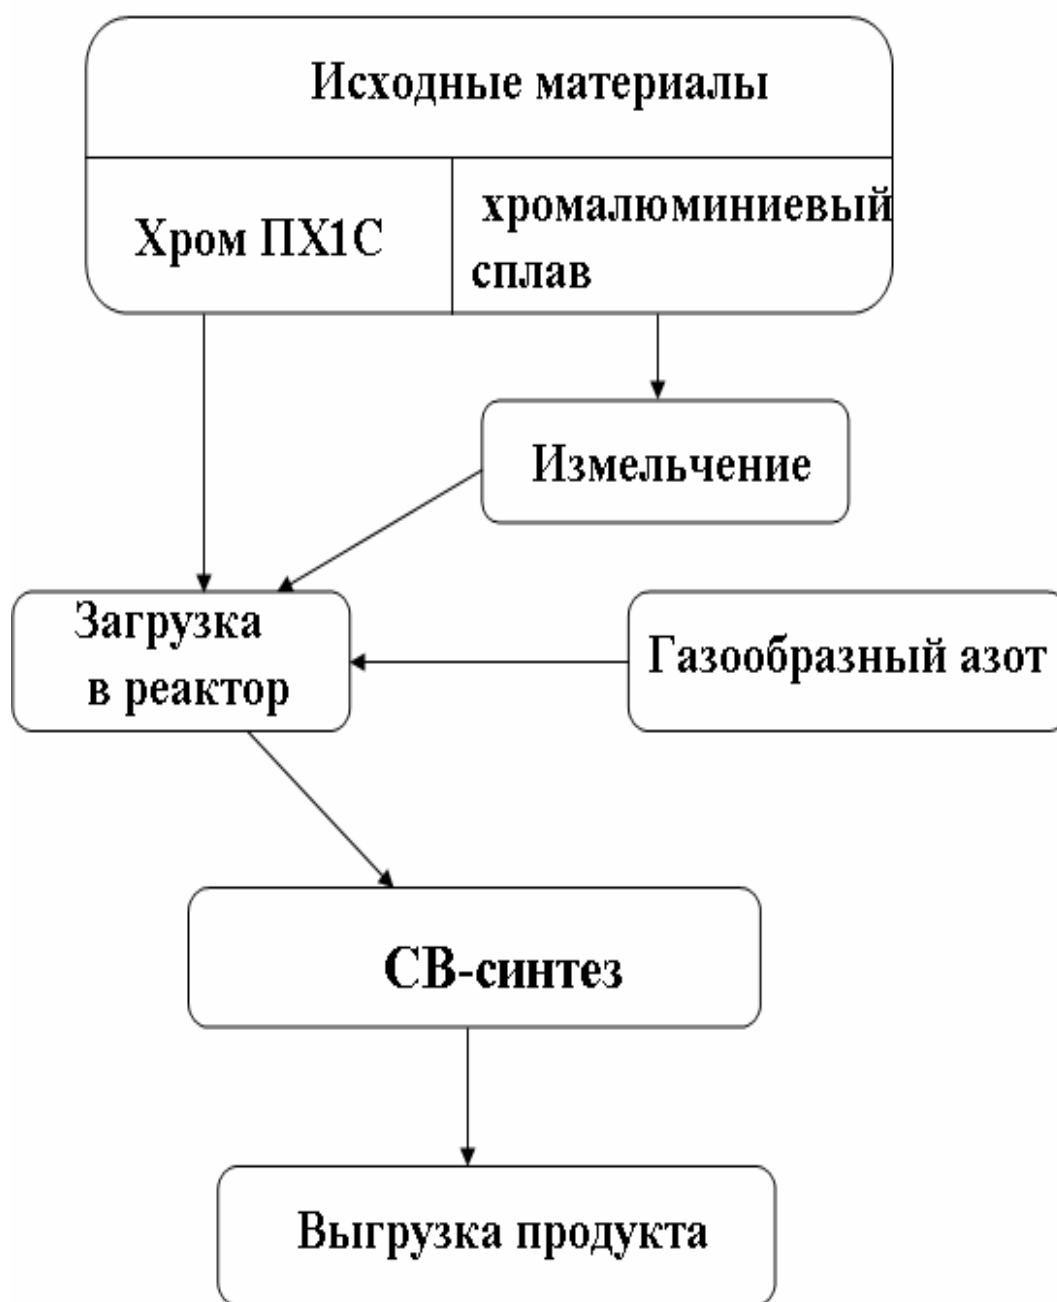 Исходные материалы
Хром ПХ1С
хромалюминиевый
сплав
Измельчение
Загрузка
в реактор
Газообразный азот
СВ-синтез
Выгрузка продукта